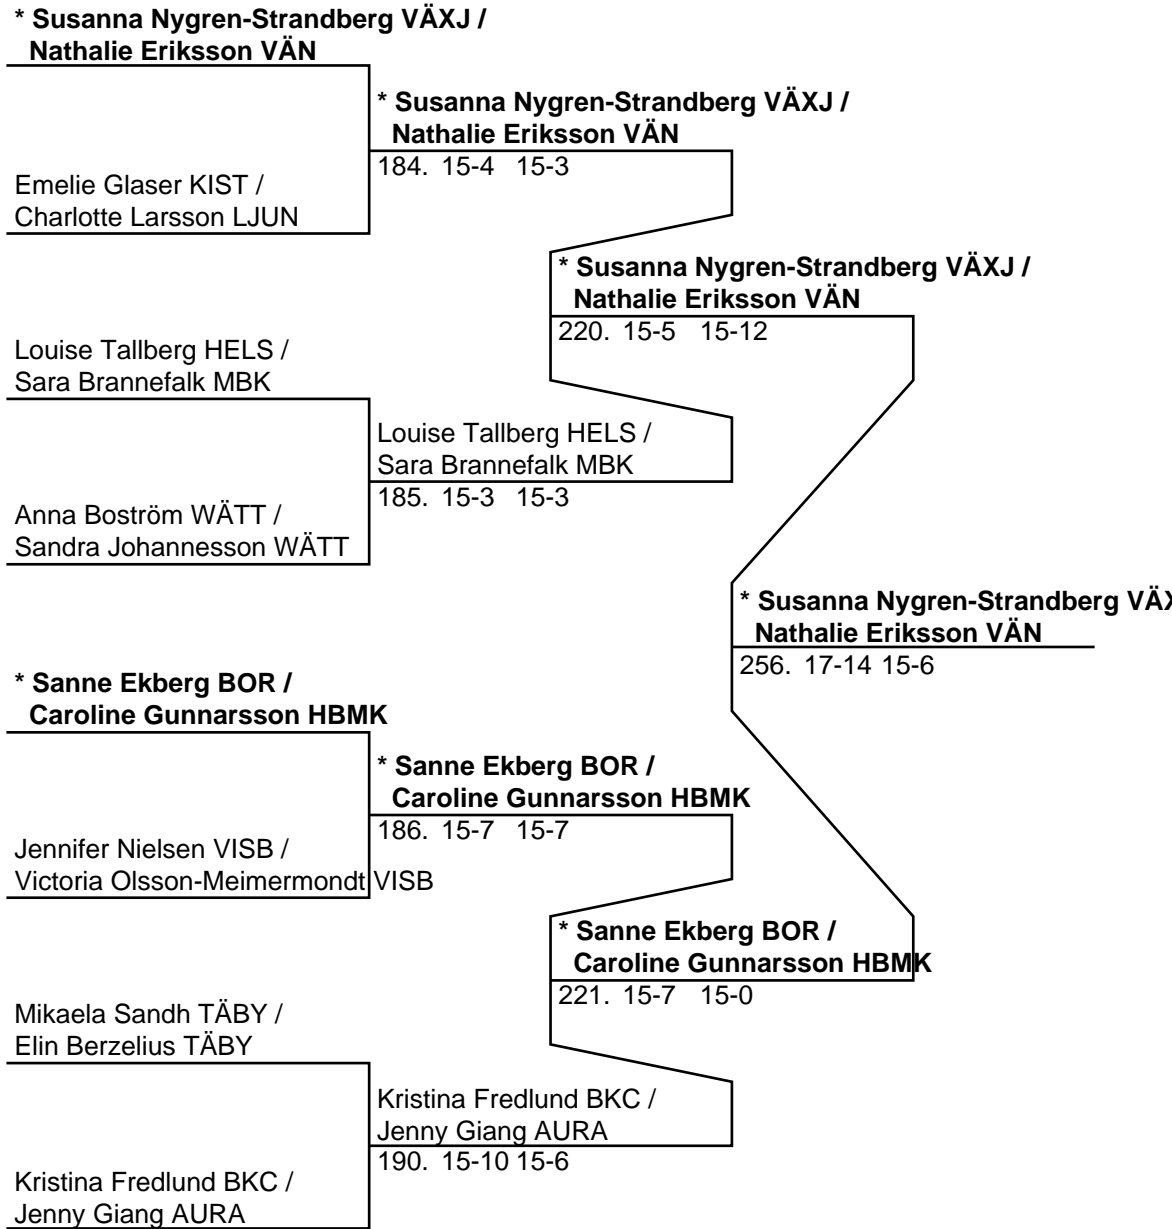 * Susanna Nygren-Strandberg VÄXJ /
Nathalie Eriksson VÄN
* Susanna Nygren-Strandberg VÄXJ /
Nathalie Eriksson VÄN
184. 15-4 15-3
Emelie Glaser KIST /
Charlotte Larsson LJUN
* Susanna Nygren-Strandberg VÄXJ /
Nathalie Eriksson VÄN
220. 15-5 15-12
Louise Tallberg HELS /
Sara Brannefalk MBK
Louise Tallberg HELS /
Sara Brannefalk MBK
185. 15-3 15-3
Anna Boström WÄTT /
Sandra Johannesson WÄTT
* Susanna Nygren-Strandberg VÄX
Nathalie Eriksson VÄN
256. 17-14 15-6
* Sanne Ekberg BOR /
Caroline Gunnarsson HBMK
* Sanne Ekberg BOR /
Caroline Gunnarsson HBMK
186. 15-7 15-7
Jennifer Nielsen VISB /
Victoria Olsson-Meimermondt VISB
* Sanne Ekberg BOR /
Caroline Gunnarsson HBMK
221. 15-7 15-0
Mikaela Sandh TÄBY /
Elin Berzelius TÄBY
Kristina Fredlund BKC /
Jenny Giang AURA
190. 15-10 15-6
Kristina Fredlund BKC /
Jenny Giang AURA